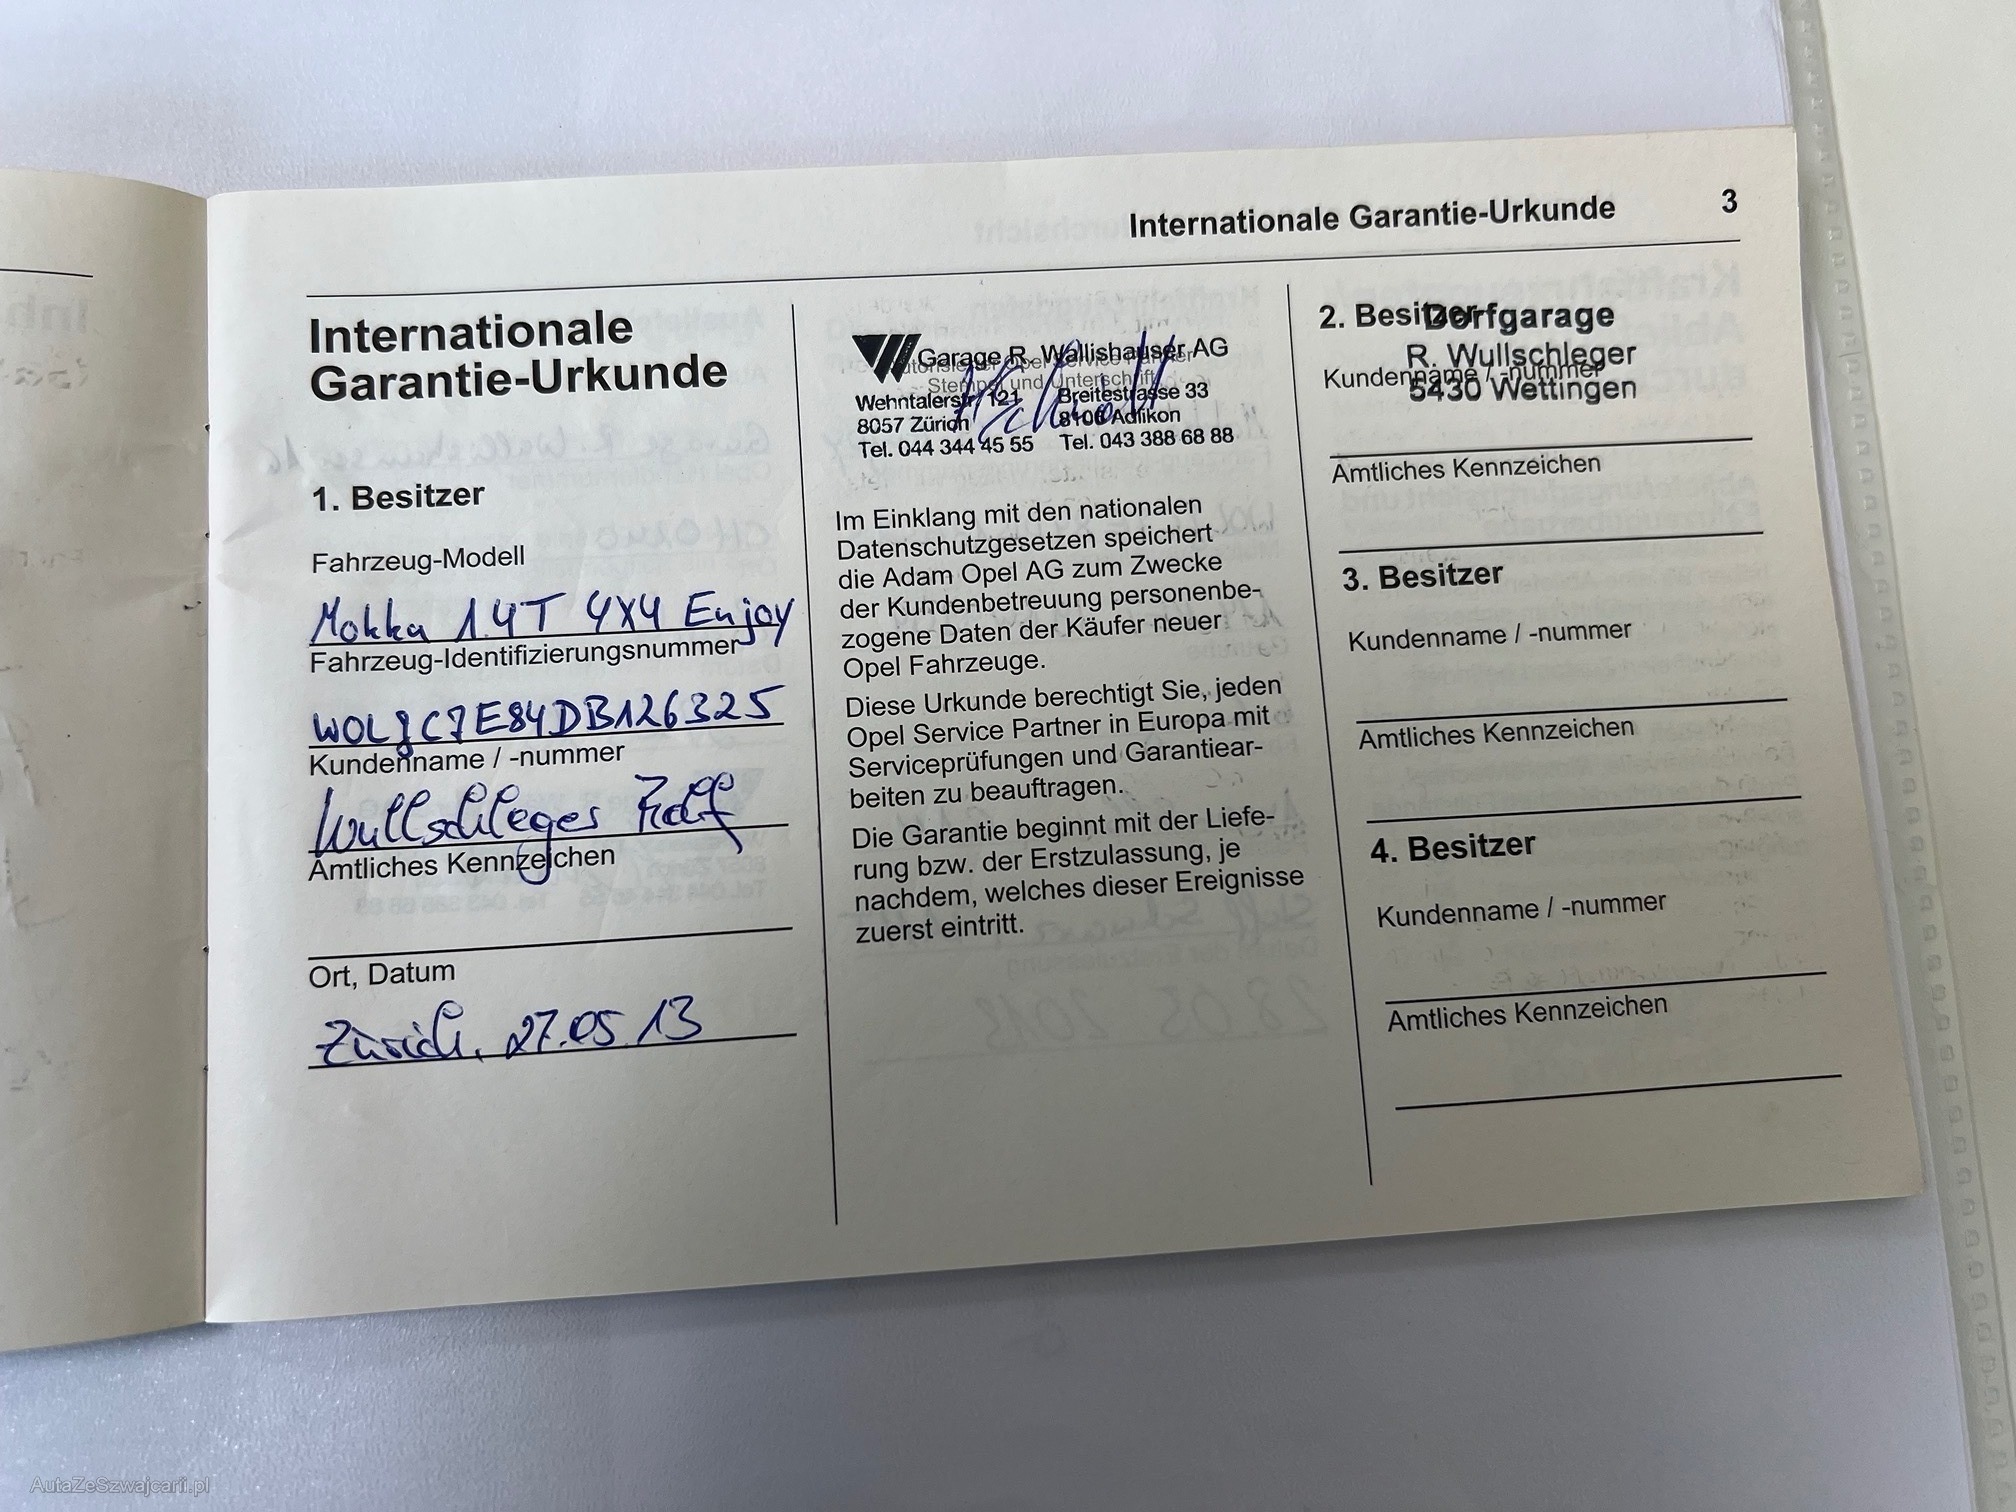 Internationale Garantie-Urkunde 3
Internationale
Garantie-Urkunde
1. Besitzer
Fahrzeug-Modell
Mokka 1.4T 4x4 Enjoy
Fahrzeug-Identifizierungsnummer
WOLJC7E84DB126325
Kundenname / -nummer
Wullschleger Rolf
Amtliches Kennzeichen
Ort, Datum
Zürich, 27.05.13
Garage R. Wallishauser AG
Stempel und Unterschrift
Wehntalerstr. 121 Breitestrasse 33
8057 Zürich 8106 Adlikon
Tel. 044 344 45 55 Tel. 043 388 68 88
Im Einklang mit den nationalen
Datenschutzgesetzen speichert
die Adam Opel AG zum Zwecke
der Kundenbetreuung personenbe-
zogene Daten der Käufer neuer
Opel Fahrzeuge.
Diese Urkunde berechtigt Sie, jeden
Opel Service Partner in Europa mit
Serviceprüfungen und Garantiear-
beiten zu beauftragen.
Die Garantie beginnt mit der Liefe-
rung bzw. der Erstzulassung, je
nachdem, welches dieser Ereignisse
zuerst eintritt.
2. Besitzer
Dorfgarage
R. Wullschleger
Kundenname / -nummer
5430 Wettingen
Amtliches Kennzeichen
3. Besitzer
Kundenname / -nummer
Amtliches Kennzeichen
4. Besitzer
Kundenname / -nummer
Amtliches Kennzeichen
AutaZeSzwajcarii.pl